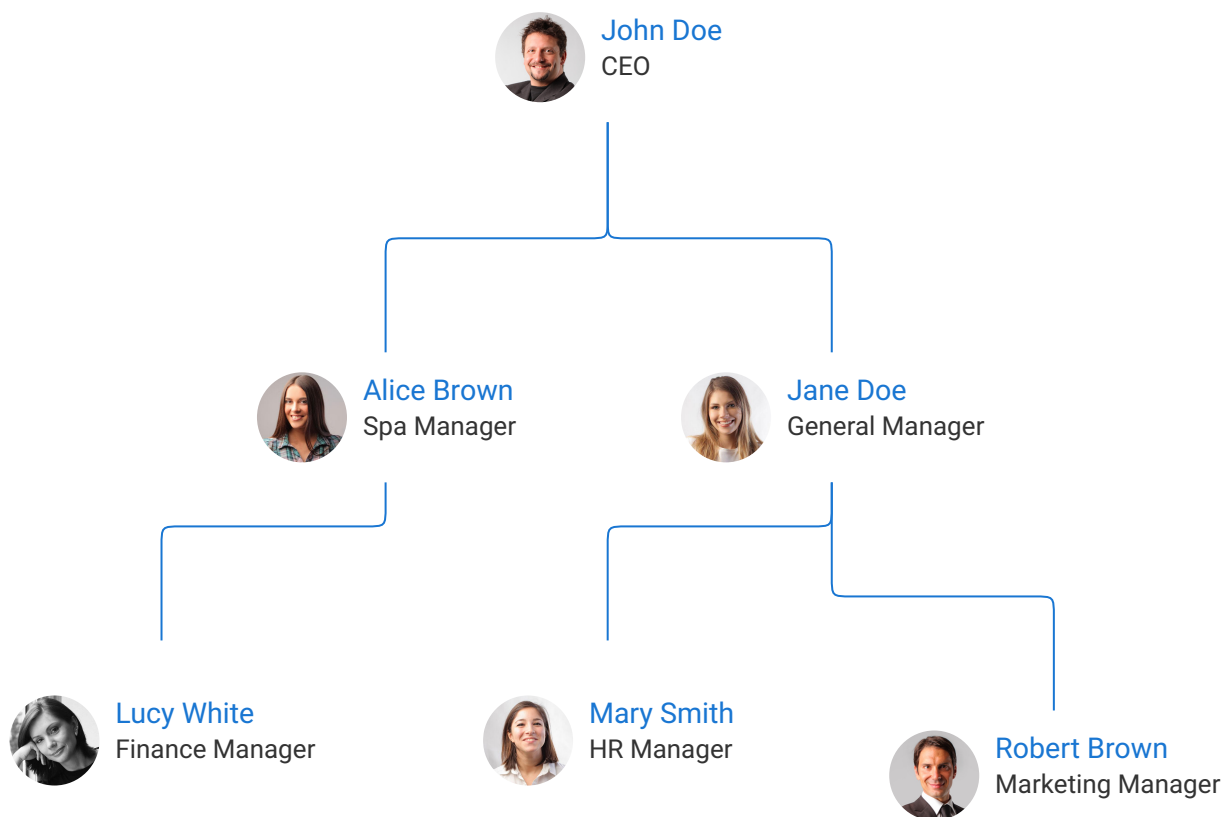 John Doe
CEO
Alice Brown
Spa Manager
Jane Doe
General Manager
Lucy White
Finance Manager
Mary Smith
HR Manager
Robert Brown
Marketing Manager